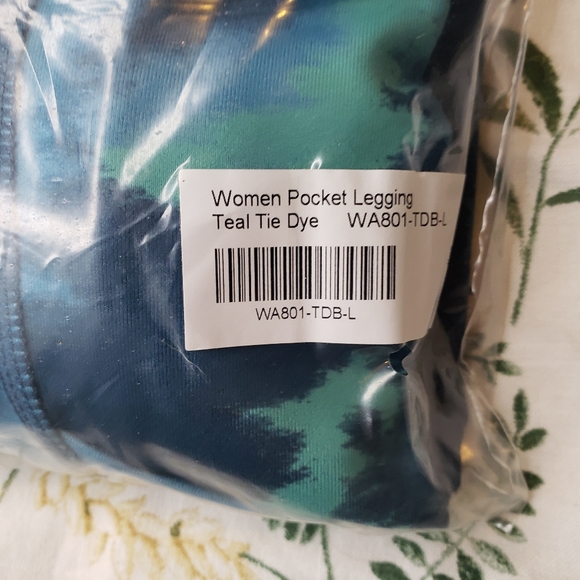 Women Pocket Legging
Teal Tie Dye WA801-TDB-L
WA801-TDB-L